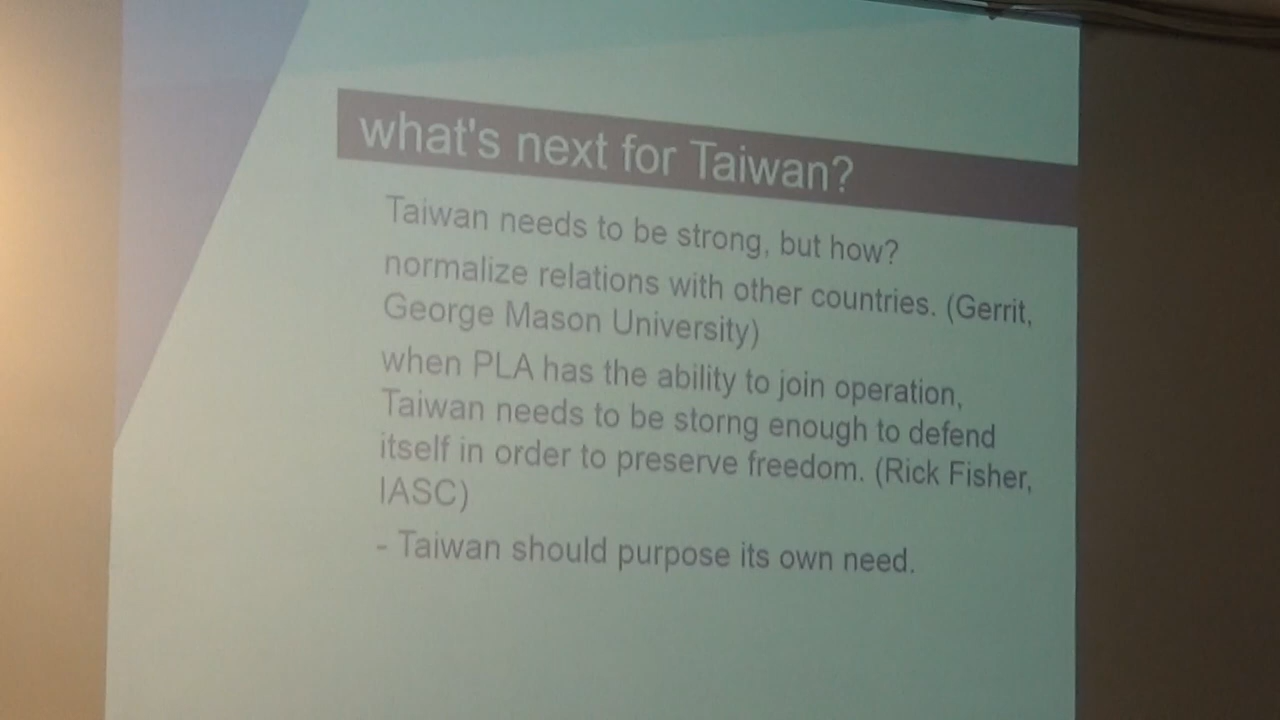 what's next for Taiwan?
Taiwan needs to be strong, but how?
normalize relations with other countries. (Gerrit,
George Mason University)
when PLA has the ability to join operation,
Taiwan needs to be storng enough to defend
itself in order to preserve freedom. (Rick Fisher,
IASC)
- Taiwan should purpose its own need.